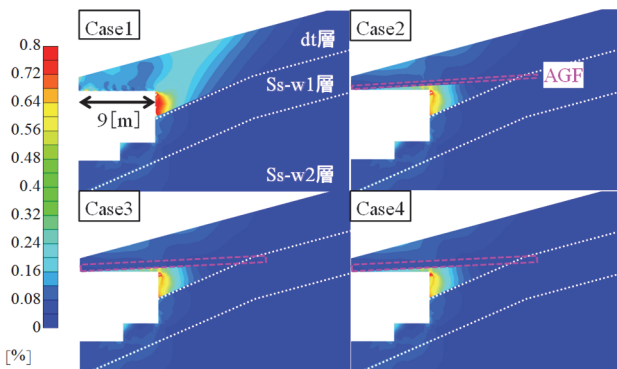 Case1
dt層
Ss-w1層
Ss-w2層
9[m]
Case2
AGF
Case3
Case4
0.8
0.72
0.64
0.56
0.48
0.4
0.32
0.24
0.16
0.08
0
[%]